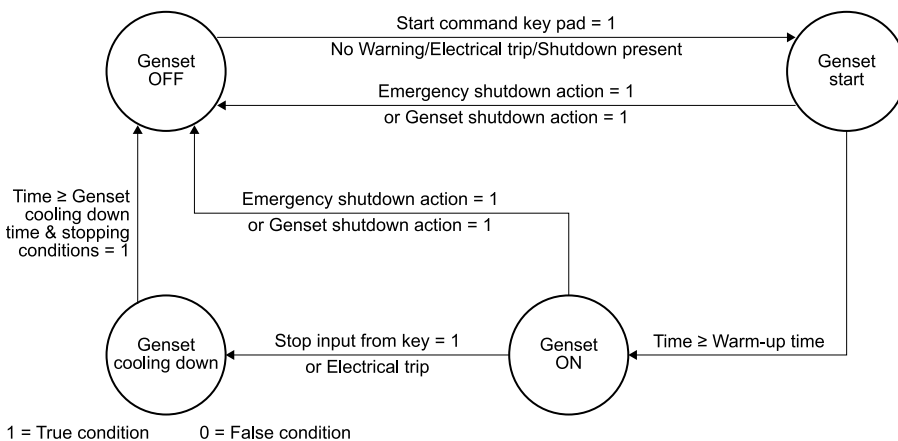 Start command key pad = 1
No Warning/Electrical trip/Shutdown present
Genset
OFF
Genset
start
Emergency shutdown action = 1
or Genset shutdown action = 1
Time ≥ Genset
cooling down
time & stopping
conditions = 1
Emergency shutdown action = 1
or Genset shutdown action = 1
Genset
cooling down
Stop input from key = 1
or Electrical trip
Genset
ON
Time ≥ Warm-up time
1 = True condition 0 = False condition